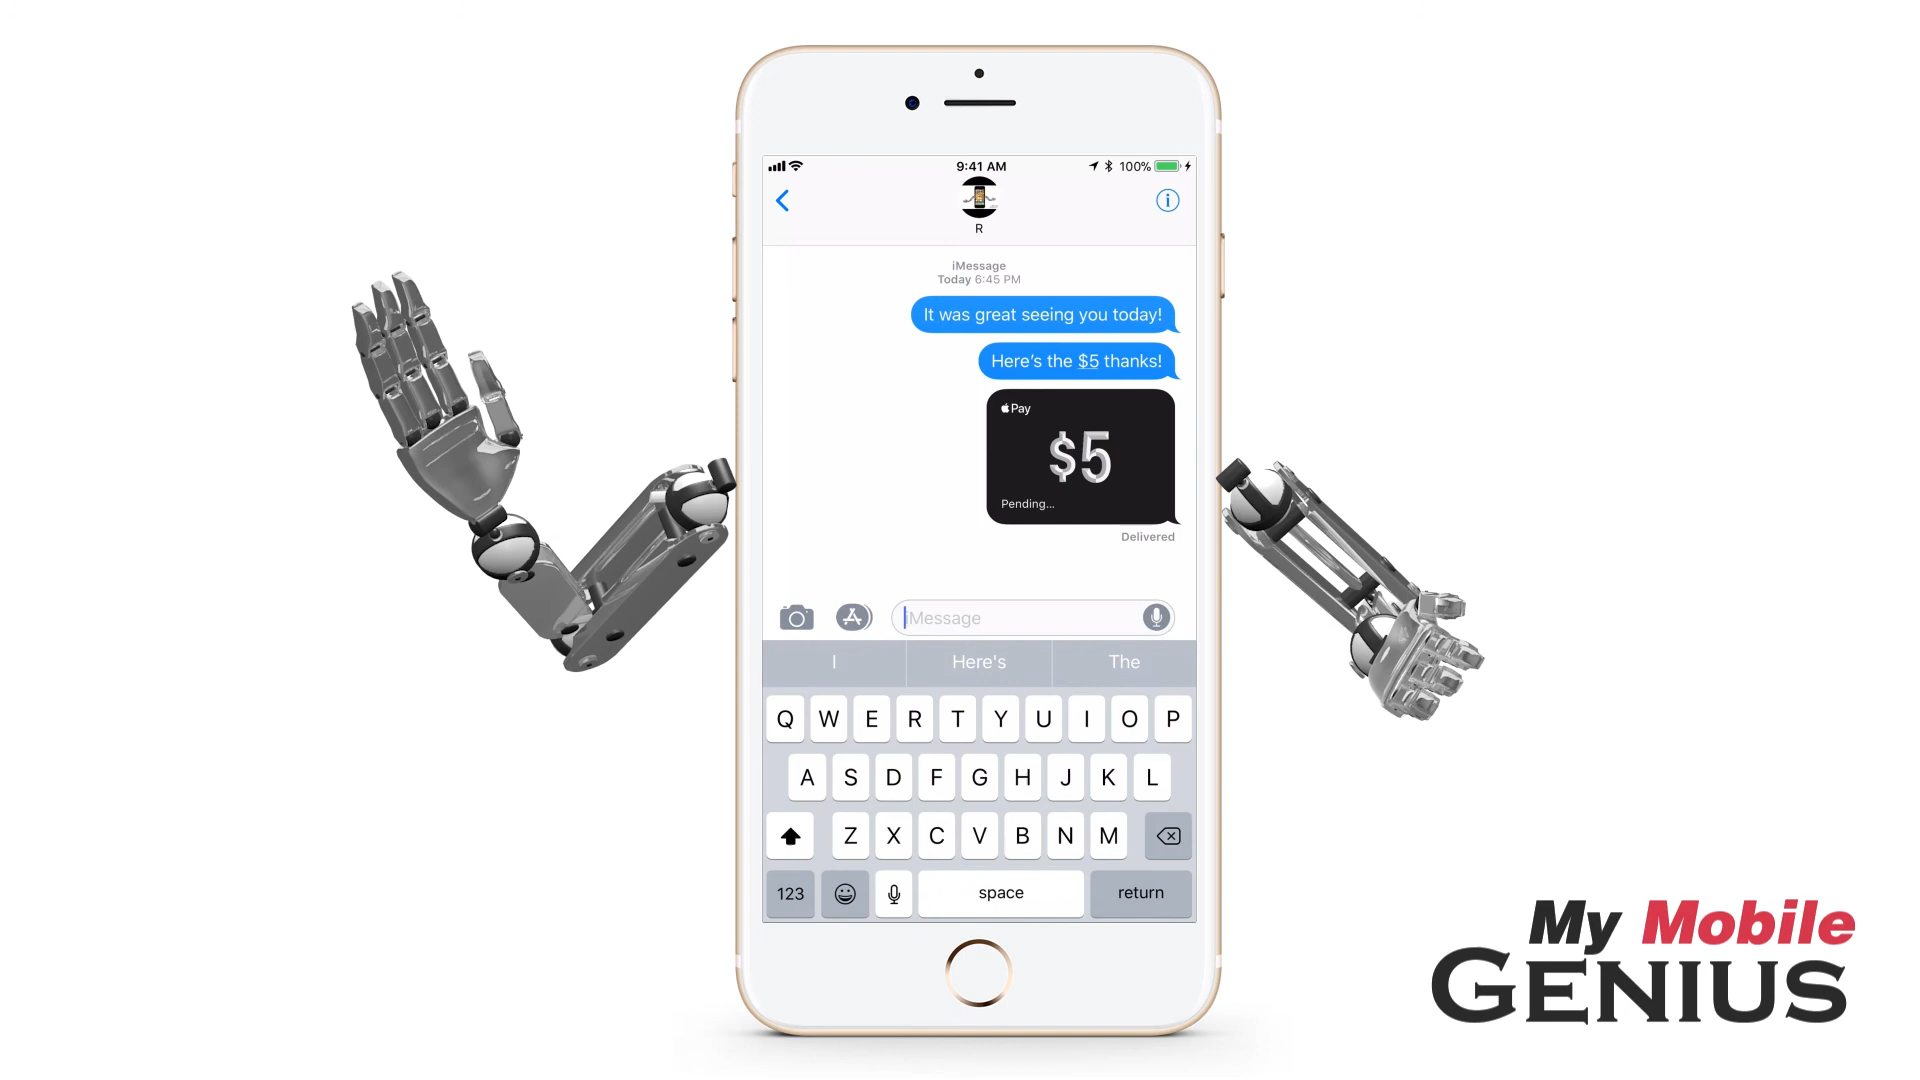 9:41 AM
100%
R
iMessage
Today 6:45 PM
It was great seeing you today!
Here's the $5 thanks!
Pay
$5
Pending...
Delivered
iMessage
I Here's The
Q W E R T Y U I O P
A S D F G H J K L
Z X C V B N M
123 space return
My Mobile
GENIUS